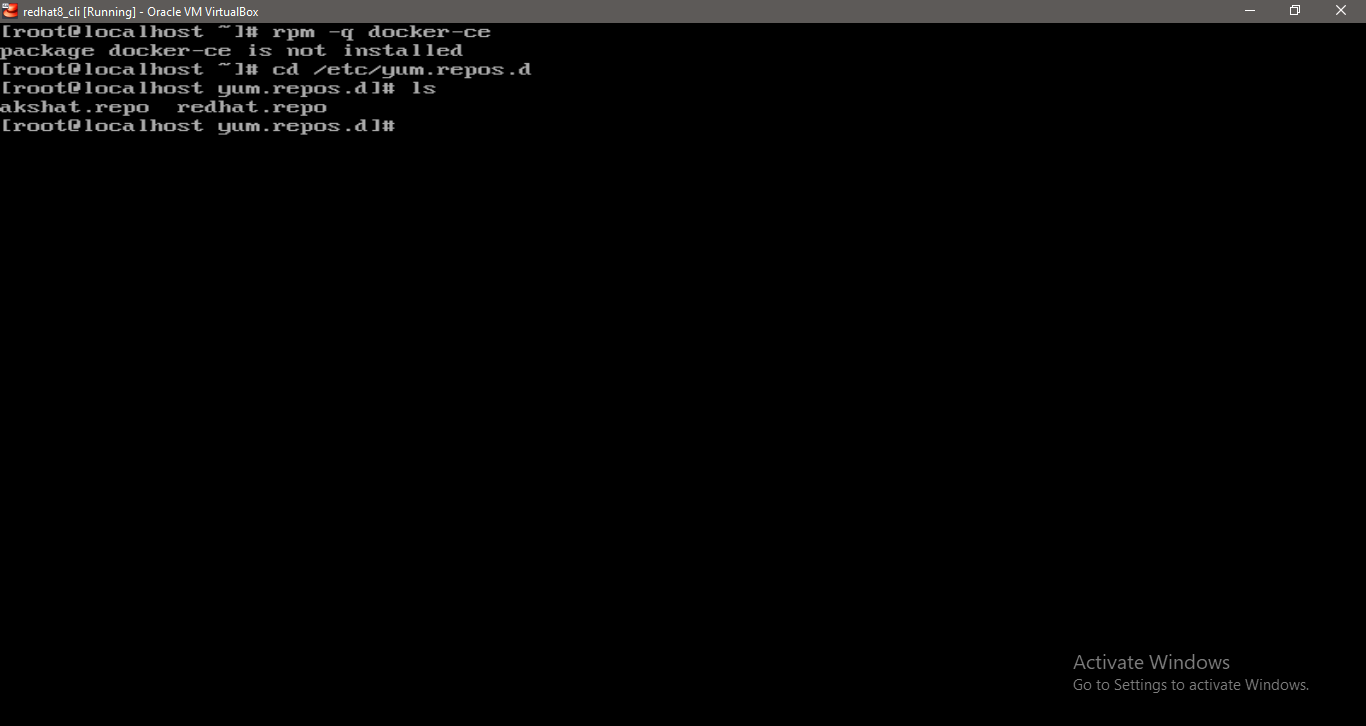 redhat8_cli [Running] - Oracle VM VirtualBox
[root@localhost ~]# rpm -q docker-ce
package docker-ce is not installed
[root@localhost ~]# cd /etc/yum.repos.d
[root@localhost yum.repos.d]# ls
akshat.repo  redhat.repo
[root@localhost yum.repos.d]#
Activate Windows
Go to Settings to activate Windows.